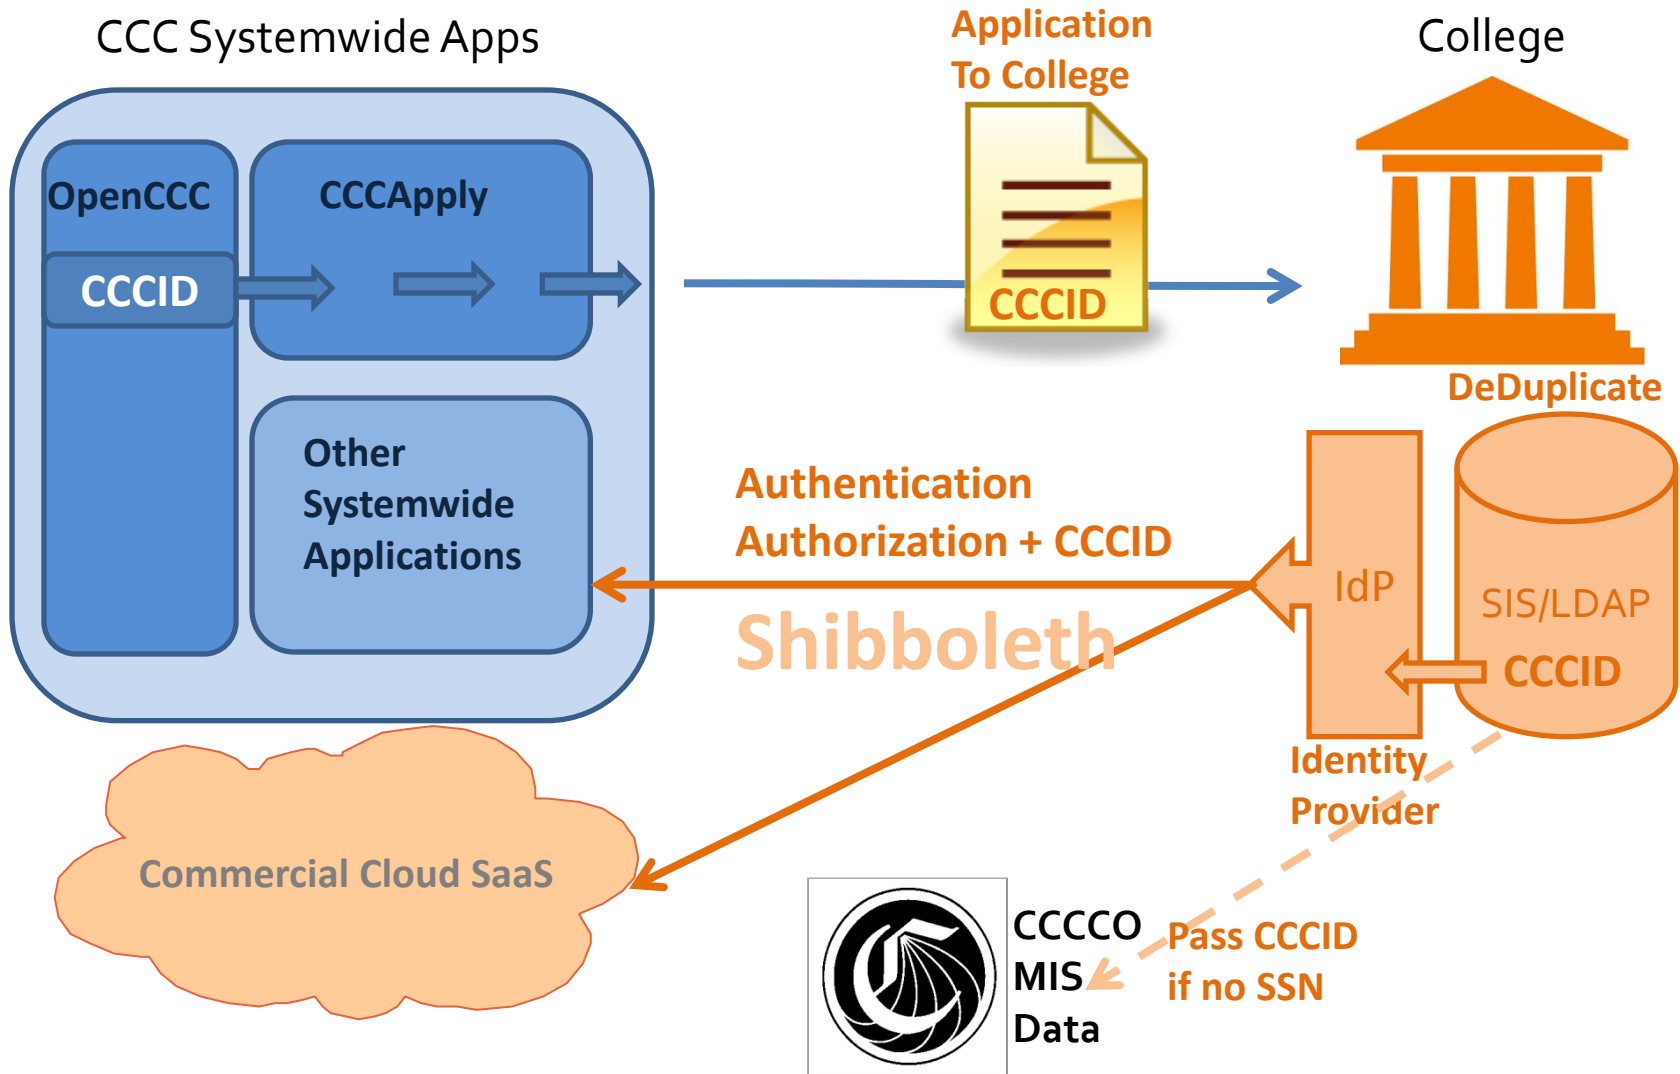 CCC Systemwide Apps
Application
To College
College
OpenCCC
CCCApply
CCCID
CCCID
DeDuplicate
Other
Systemwide
Applications
Authentication
Authorization + CCCID
Shibboleth
IdP
SIS/LDAP
CCCID
Identity
Provider
Commercial Cloud SaaS
CCCCO
MIS
Data
Pass CCCID
if no SSN